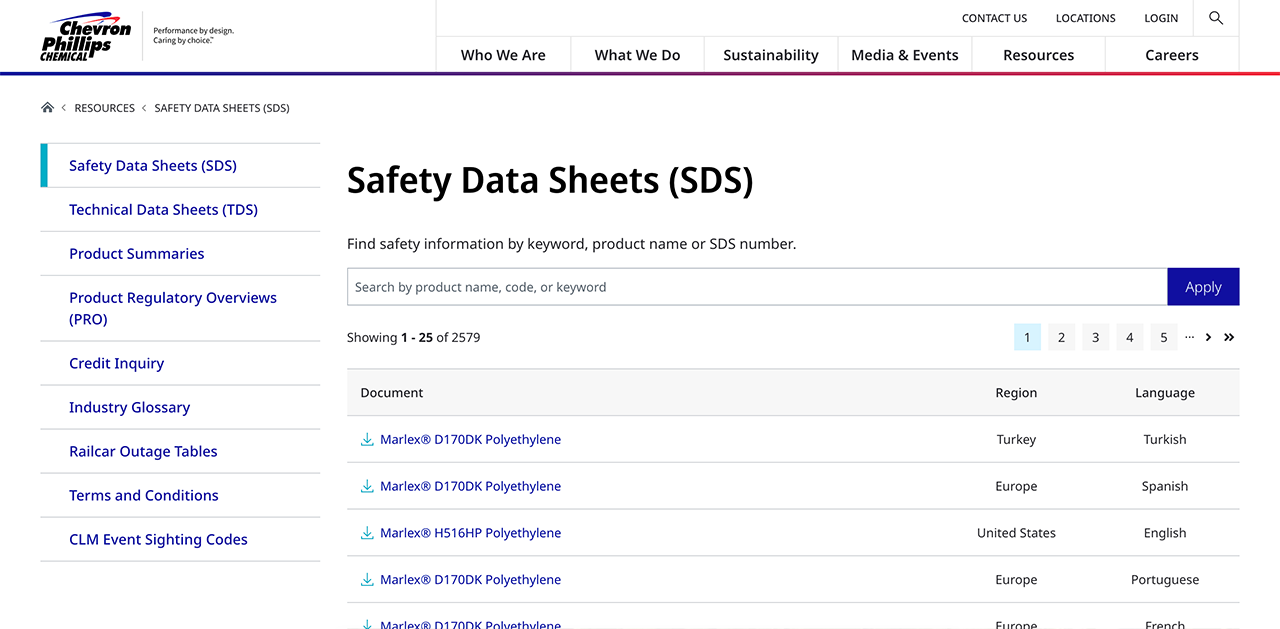 Chevron
Phillips
CHEMICAL
Performance by design.
Caring by choice.™
CONTACT US
LOCATIONS
LOGIN
Who We Are
What We Do
Sustainability
Media & Events
Resources
Careers
RESOURCES
SAFETY DATA SHEETS (SDS)
Safety Data Sheets (SDS)
Technical Data Sheets (TDS)
Product Summaries
Product Regulatory Overviews
(PRO)
Credit Inquiry
Industry Glossary
Railcar Outage Tables
Terms and Conditions
CLM Event Sighting Codes
Safety Data Sheets (SDS)
Find safety information by keyword, product name or SDS number.
Search by product name, code, or keyword
Apply
Showing 1 - 25 of 2579
1 2 3 4 5 ... › »
Document Region Language
Marlex® D170DK Polyethylene Turkey Turkish
Marlex® D170DK Polyethylene Europe Spanish
Marlex® H516HP Polyethylene United States English
Marlex® D170DK Polyethylene Europe Portuguese
Marlex® D170DK Polyethylene Europe French